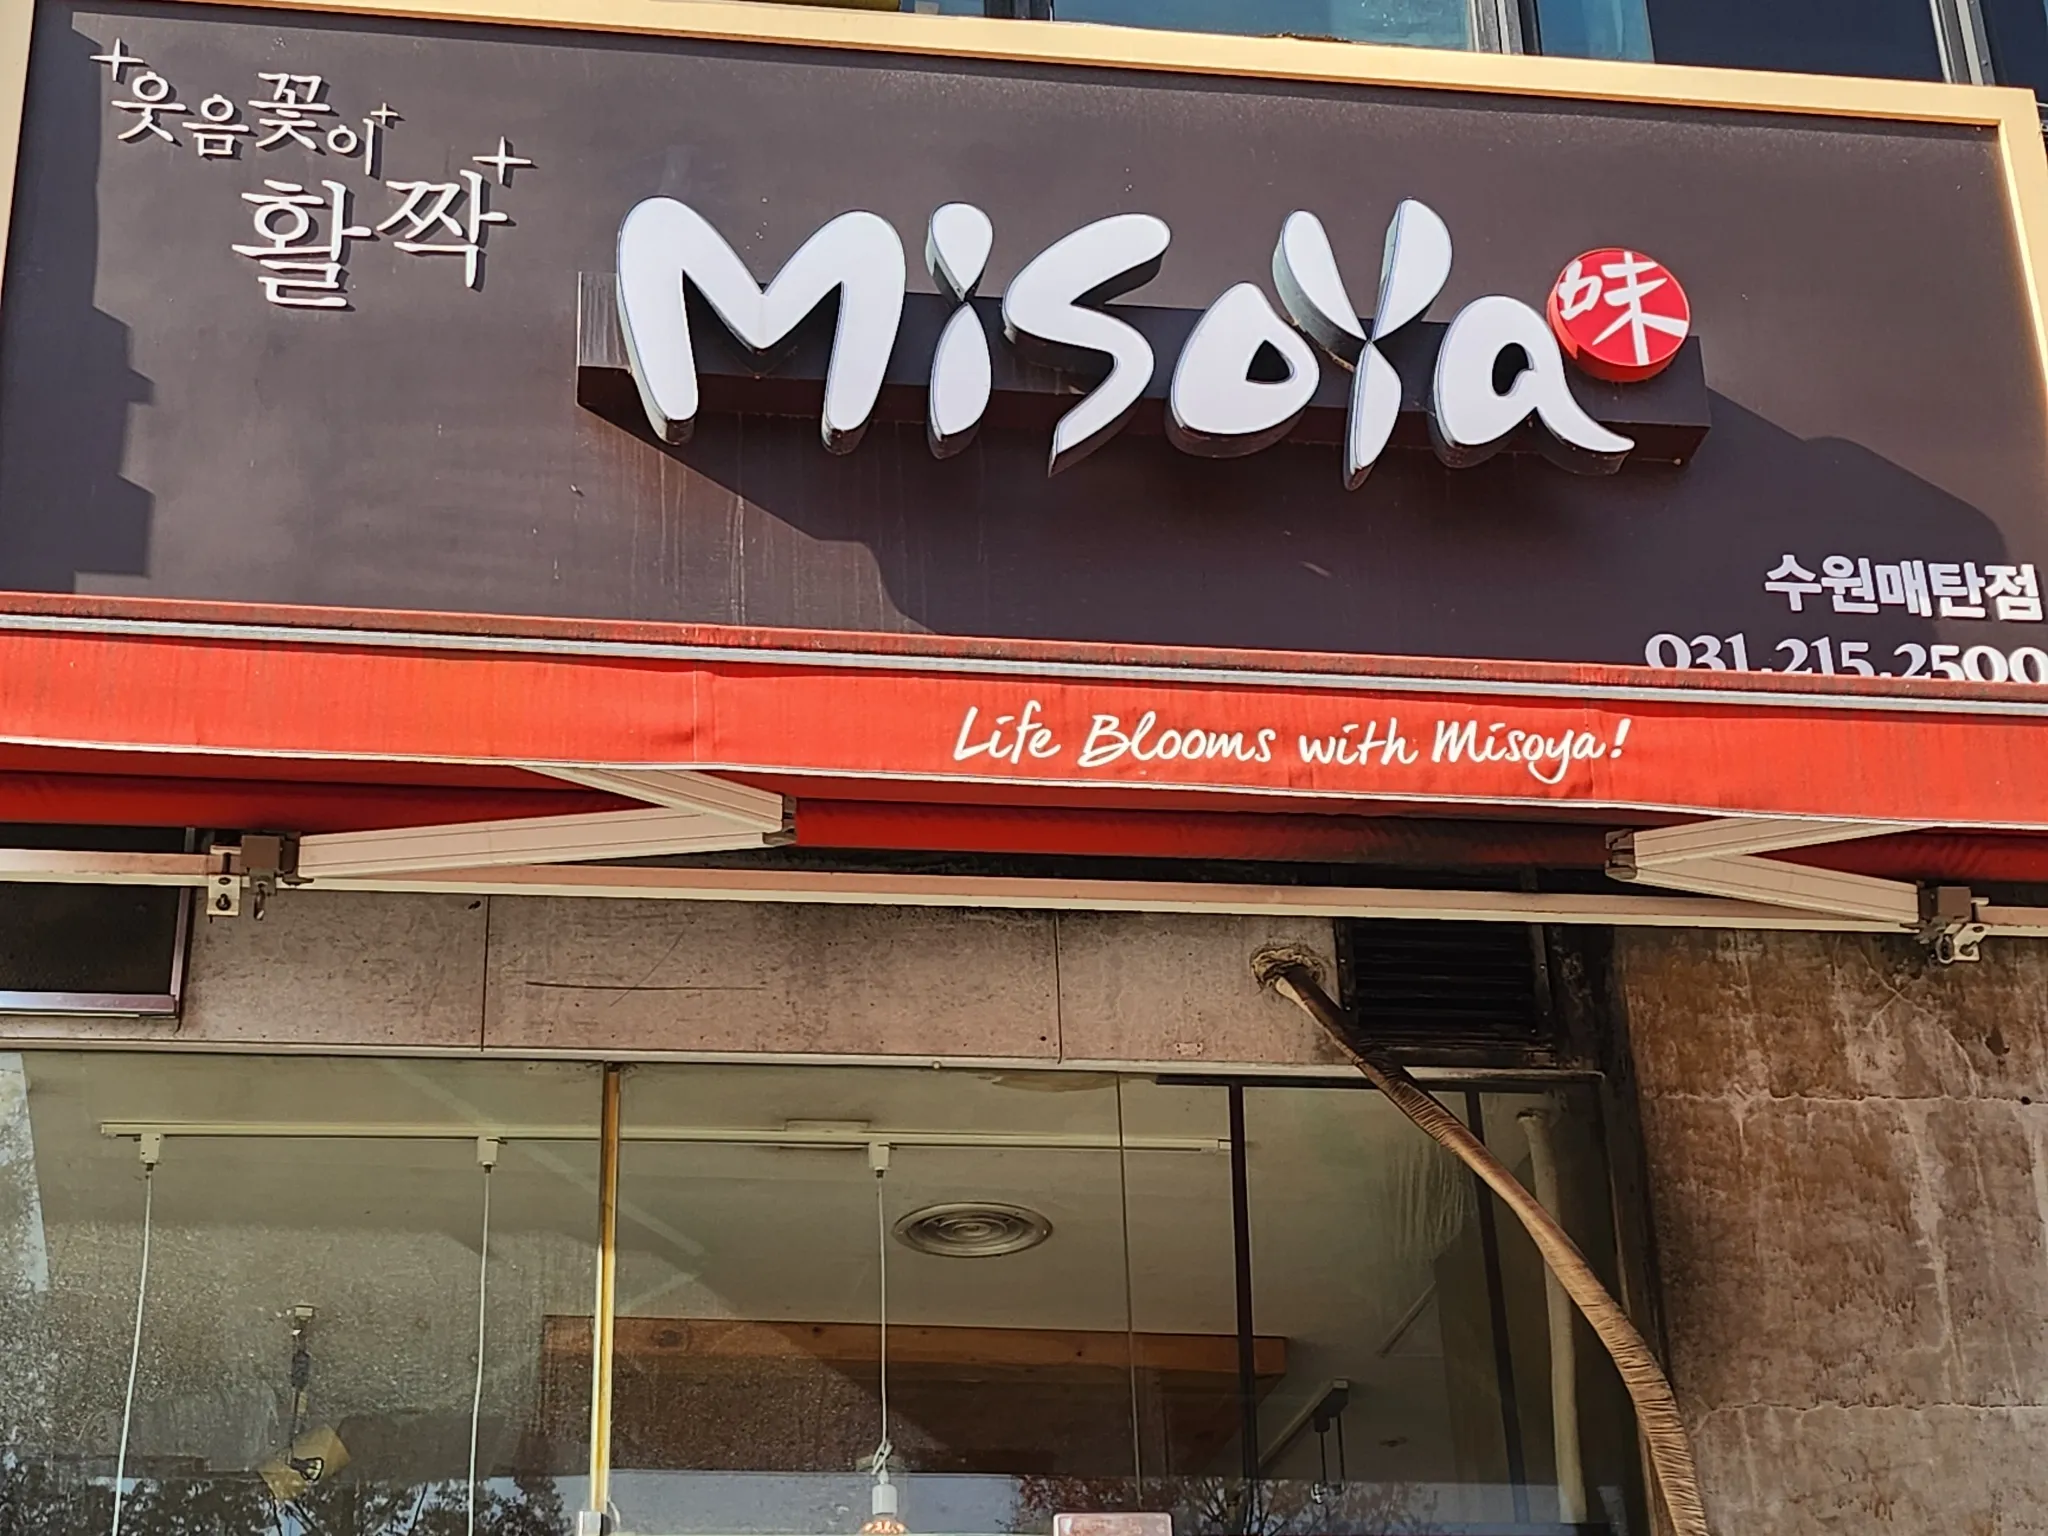 웃음꽃이
활짝
Misoya
味
수원매탄점
031.215.2500
Life Blooms with Misoya!